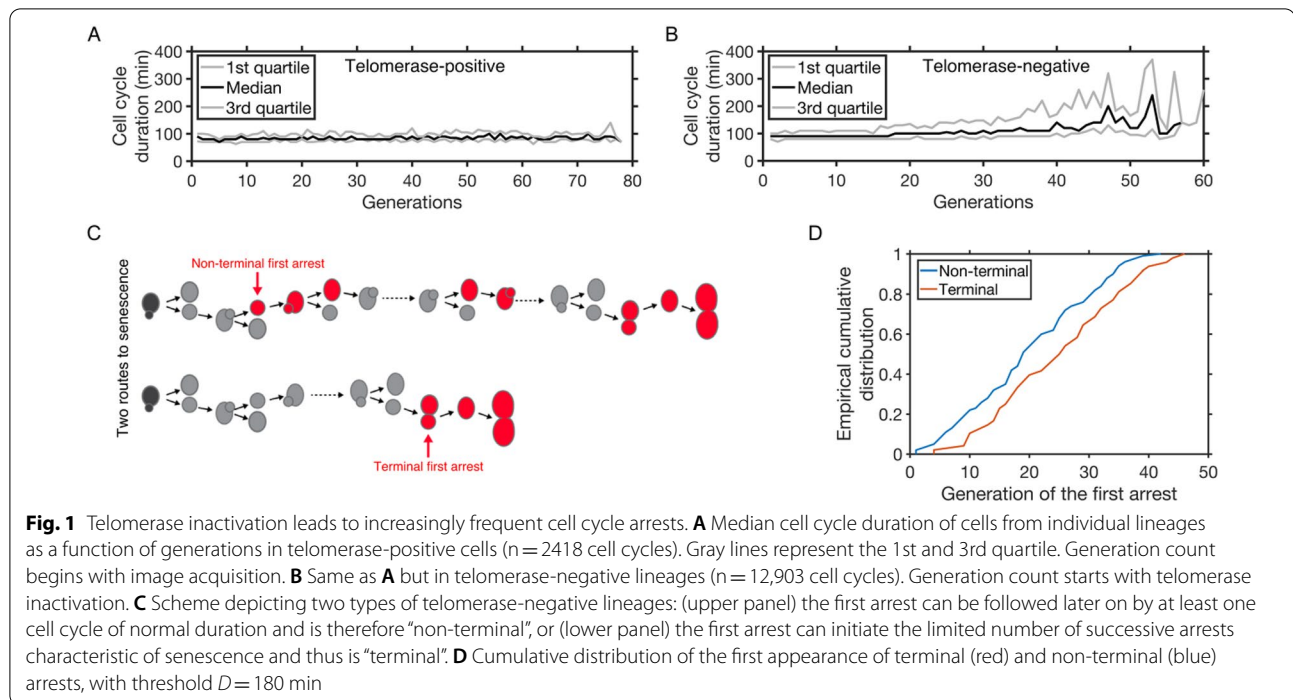 A
Cell cycle
duration (min)
400
300
200
100
0
1st quartile
Median
3rd quartile
Telomerase-positive
0 10 20 30 40 50 60 70 80
Generations
B
Cell cycle
duration (min)
400
300
200
100
0
1st quartile
Median
3rd quartile
Telomerase-negative
0 10 20 30 40 50 60
Generations
C
Two routes to senescence
Non-terminal first arrest
Terminal first arrest
D
Empirical cumulative
distribution
1
0.8
0.6
0.4
0.2
0
Non-terminal
Terminal
10 20 30 40 50
Generation of the first arrest
Fig. 1 Telomerase inactivation leads to increasingly frequent cell cycle arrests. A Median cell cycle duration of cells from individual lineages
as a function of generations in telomerase-positive cells (n = 2418 cell cycles). Gray lines represent the 1st and 3rd quartile. Generation count
begins with image acquisition. B Same as A but in telomerase-negative lineages (n = 12,903 cell cycles). Generation count starts with telomerase
inactivation. C Scheme depicting two types of telomerase-negative lineages: (upper panel) the first arrest can be followed later on by at least one
cell cycle of normal duration and is therefore “non-terminal”, or (lower panel) the first arrest can initiate the limited number of successive arrests
characteristic of senescence and thus is “terminal”. D Cumulative distribution of the first appearance of terminal (red) and non-terminal (blue)
arrests, with threshold D = 180 min